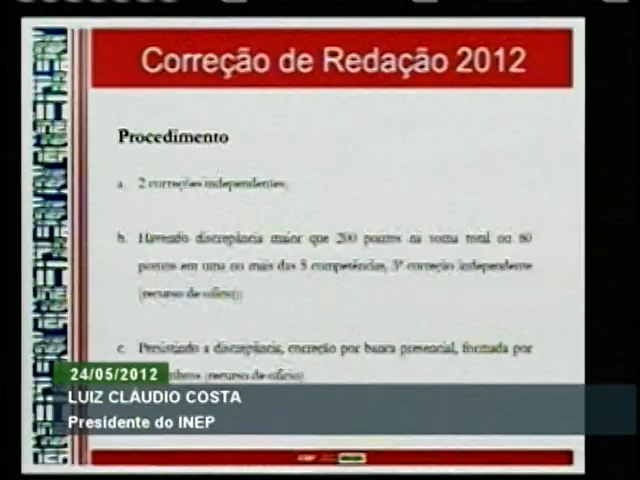 Correção de Redação 2012
Procedimento
a. 2 correções independentes;
b. Havendo discrepância maior que 200 pontos na soma total ou 80
pontos em uma ou mais das 5 competências, 3ª correção independente
(recurso de ofício);
c. Persistindo a discrepância, correção por banca presencial, formada por
(recurso de ofício)
24/05/2012
LUIZ CLÁUDIO COSTA
Presidente do INEP